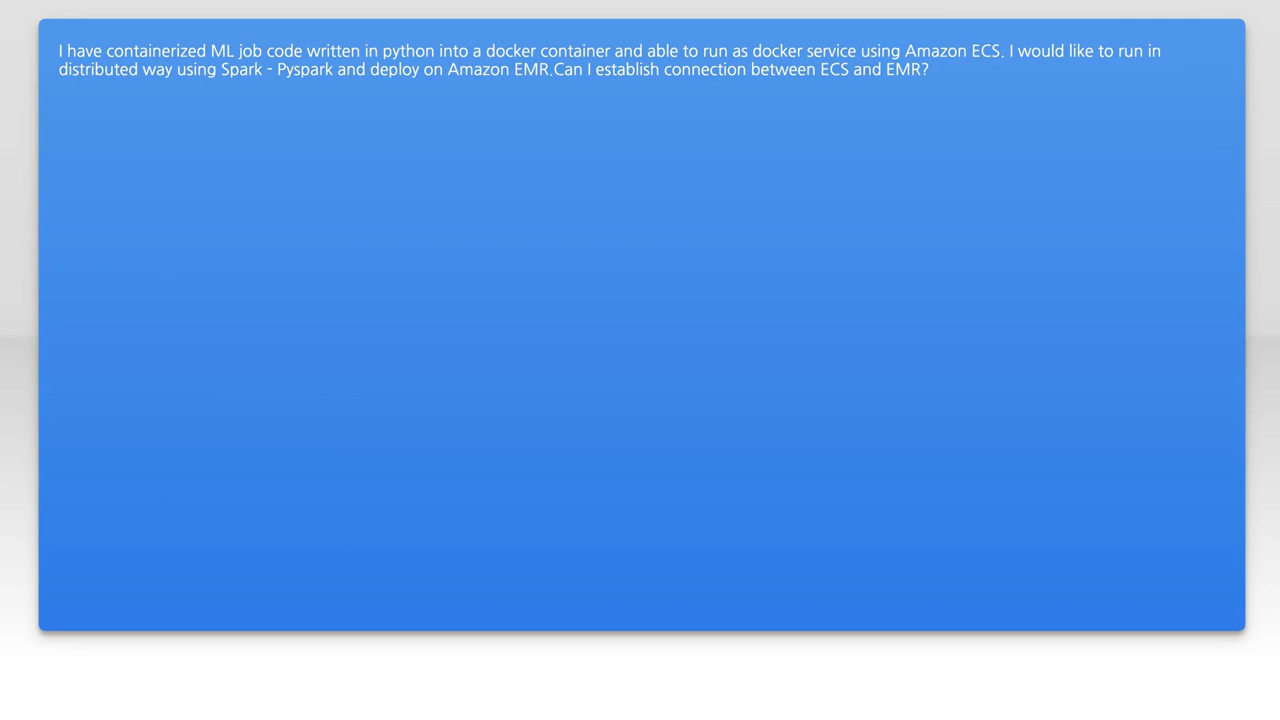 I have containerized ML job code written in python into a docker container and able to run as docker service using Amazon ECS. I would like to run in
distributed way using Spark - Pyspark and deploy on Amazon EMR.Can I establish connection between ECS and EMR?